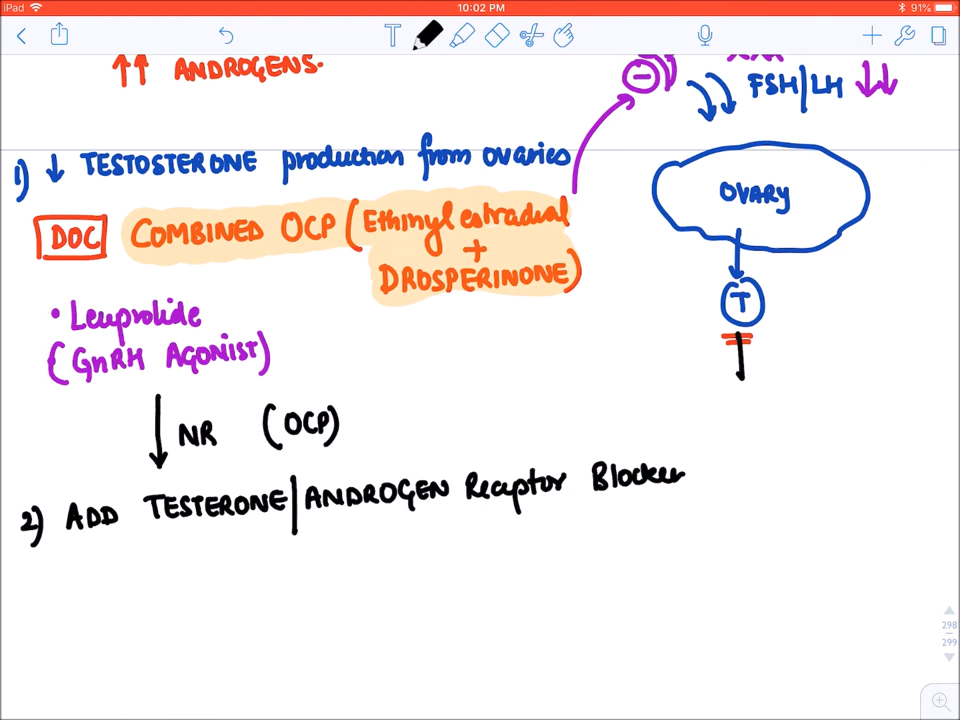 iPad
10:02 PM
91%
T
↑↑ ANDROGENS.
FSH/LH ↓↓
1) ↓ TESTOSTERONE production from ovaries
OVARY
DOC COMBINED OCP (Ethinyl estradial
+
DROSPERINONE)
T
• Leuprolide
(GnRH AGONIST)
NR (OCP)
2) ADD TESTERONE/ANDROGEN Receptor Blocker
298
299